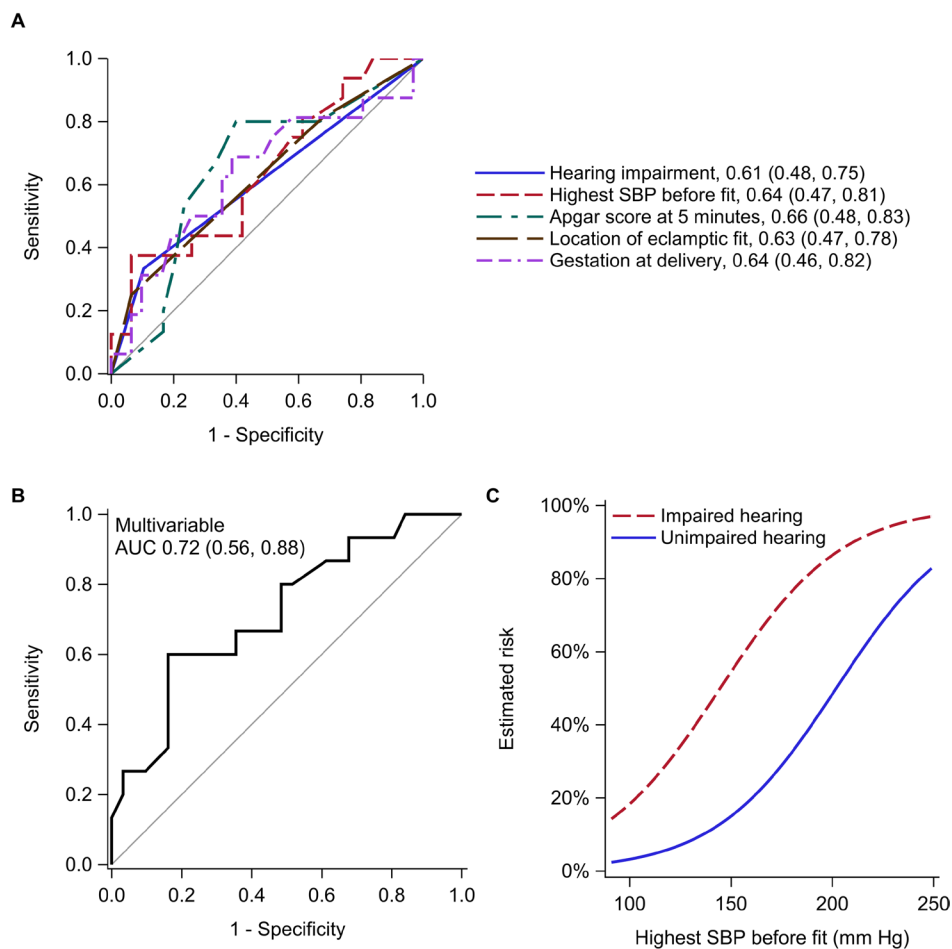 A
1.0
0.8
0.6
0.4
0.2
0.0
Sensitivity
0.0 0.2 0.4 0.6 0.8 1.0
1 - Specificity
Hearing impairment, 0.61 (0.48, 0.75)
Highest SBP before fit, 0.64 (0.47, 0.81)
Apgar score at 5 minutes, 0.66 (0.48, 0.83)
Location of eclamptic fit, 0.63 (0.47, 0.78)
Gestation at delivery, 0.64 (0.46, 0.82)
B
Multivariable
AUC 0.72 (0.56, 0.88)
1.0
0.8
0.6
0.4
0.2
0.0
Sensitivity
0.0 0.2 0.4 0.6 0.8 1.0
1 - Specificity
C
Impaired hearing
Unimpaired hearing
100%
80%
60%
40%
20%
0%
Estimated risk
100 150 200 250
Highest SBP before fit (mm Hg)